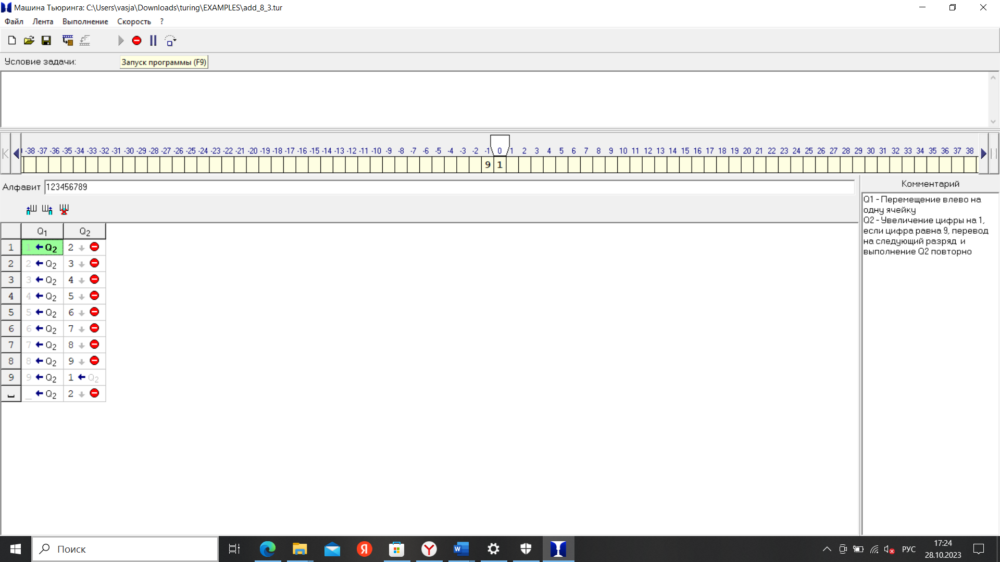 Машина Тьюринга: C:\Users\vasja\Downloads\turing\EXAMPLES\add_8_3.tur
Файл Лента Выполнение Скорость ?
Условие задачи: Запуск программы (F9)
-38 -37 -36 -35 -34 -33 -32 -31 -30 -29 -28 -27 -26 -25 -24 -23 -22 -21 -20 -19 -18 -17 -16 -15 -14 -13 -12 -11 -10 -9 -8 -7 -6 -5 -4 -3 -2 -1 0 1 2 3 4 5 6 7 8 9 10 11 12 13 14 15 16 17 18 19 20 21 22 23 24 25 26 27 28 29 30 31 32 33 34 35 36 37 38
9 1
Алфавит 123456789
Q1 Q2
1 1 Q2 2
2 2 Q2 3
3 3 Q2 4
4 4 Q2 5
5 5 Q2 6
6 6 Q2 7
7 7 Q2 8
8 8 Q2 9
9 9 Q2 1 Q2
_ Q2 2
Комментарий
Q1 - Перемещение влево на
одну ячейку
Q2 - Увеличение цифры на 1,
если цифра равна 9, перевод
на следующий разряд и
выполнение Q2 повторно
Поиск
РУС
17:24
28.10.2023